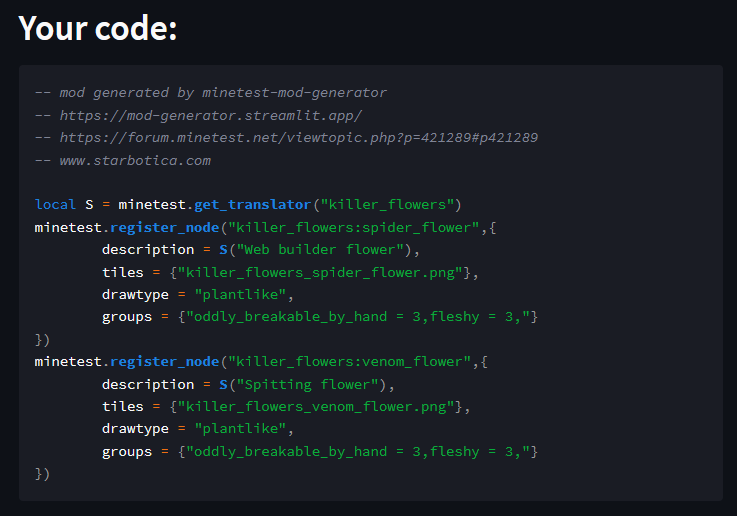 Your code:
-- mod generated by minetest-mod-generator
-- https://mod-generator.streamlit.app/
-- https://forum.minetest.net/viewtopic.php?p=421289#p421289
-- www.starbotica.com

local S = minetest.get_translator("killer_flowers")
minetest.register_node("killer_flowers:spider_flower",{
        description = S("Web builder flower"),
        tiles = {"killer_flowers_spider_flower.png"},
        drawtype = "plantlike",
        groups = {"oddly_breakable_by_hand = 3,fleshy = 3,"}
})
minetest.register_node("killer_flowers:venom_flower",{
        description = S("Spitting flower"),
        tiles = {"killer_flowers_venom_flower.png"},
        drawtype = "plantlike",
        groups = {"oddly_breakable_by_hand = 3,fleshy = 3,"}
})